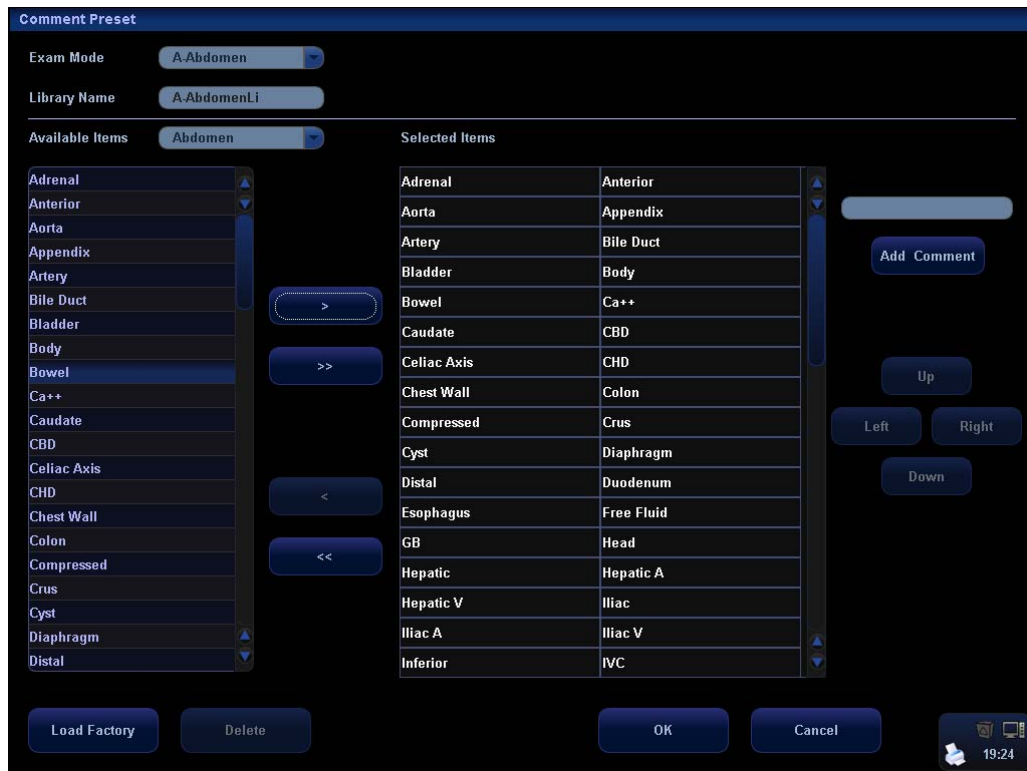 Comment Preset
Exam Mode A-Abdomen
Library Name A-AbdomenLi
Available Items Abdomen Selected Items
Adrenal
Anterior
Aorta
Appendix
Artery
Bile Duct
Bladder
Body
Bowel
Ca++
Caudate
CBD
Celiac Axis
CHD
Chest Wall
Colon
Compressed
Crus
Cyst
Diaphragm
Distal
>
>>
<
<<
Adrenal Anterior
Aorta Appendix
Artery Bile Duct
Bladder Body
Bowel Ca++
Caudate CBD
Celiac Axis CHD
Chest Wall Colon
Compressed Crus
Cyst Diaphragm
Distal Duodenum
Esophagus Free Fluid
GB Head
Hepatic Hepatic A
Hepatic V Iliac
Iliac A Iliac V
Inferior IVC
Add Comment
Up
Left Right
Down
Load Factory Delete OK Cancel
19:24